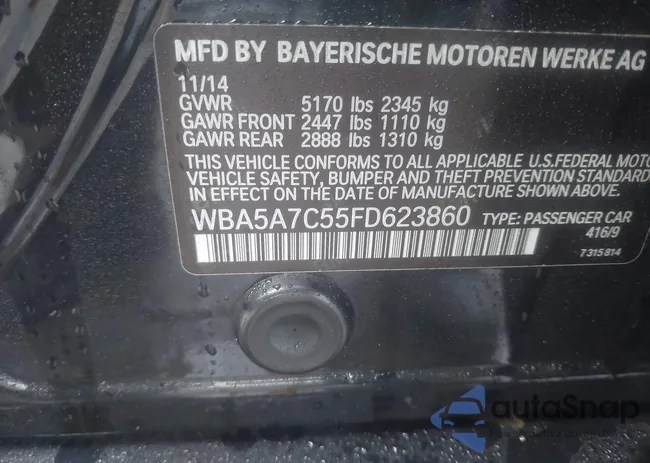 MFD BY BAYERISCHE MOTOREN WERKE AG
11/14
GVWR 5170 lbs 2345 kg
GAWR FRONT 2447 lbs 1110 kg
GAWR REAR 2888 lbs 1310 kg
THIS VEHICLE CONFORMS TO ALL APPLICABLE U.S.FEDERAL MOTO
VEHICLE SAFETY, BUMPER AND THEFT PREVENTION STANDARD
IN EFFECT ON THE DATE OF MANUFACTURE SHOWN ABOVE.
WBA5A7C55FD623860 TYPE: PASSENGER CAR
416/9
7315814
autoSnap